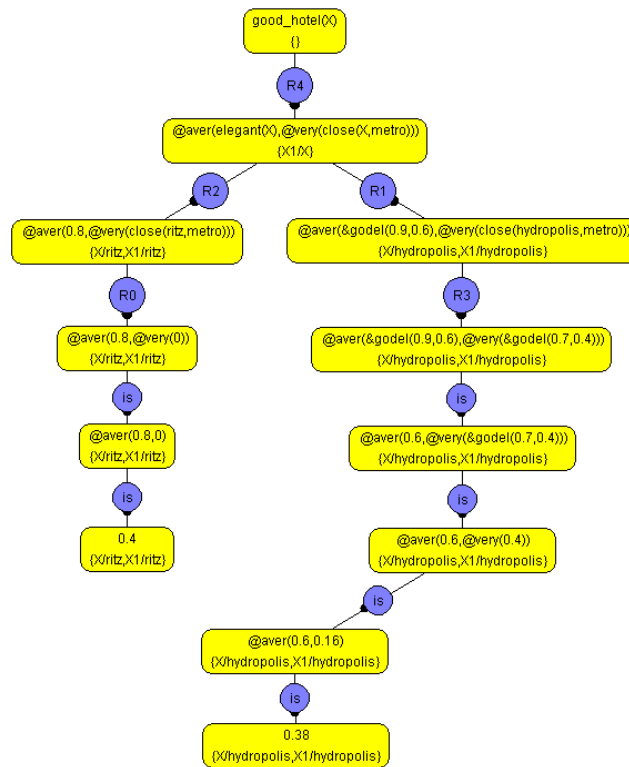 good_hotel(X)
{}
R4
@aver(elegant(X),@very(close(X,metro)))
{X1/X}
R2
R1
@aver(0.8,@very(close(ritz,metro)))
{X/ritz,X1/ritz}
@aver(&godel(0.9,0.6),@very(close(hydropolis,metro)))
{X/hydropolis,X1/hydropolis}
R0
R3
@aver(0.8,@very(0))
{X/ritz,X1/ritz}
@aver(&godel(0.9,0.6),@very(&godel(0.7,0.4)))
{X/hydropolis,X1/hydropolis}
is
is
@aver(0.8,0)
{X/ritz,X1/ritz}
@aver(0.6,@very(&godel(0.7,0.4)))
{X/hydropolis,X1/hydropolis}
is
is
0.4
{X/ritz,X1/ritz}
@aver(0.6,@very(0.4))
{X/hydropolis,X1/hydropolis}
is
@aver(0.6,0.16)
{X/hydropolis,X1/hydropolis}
is
0.38
{X/hydropolis,X1/hydropolis}